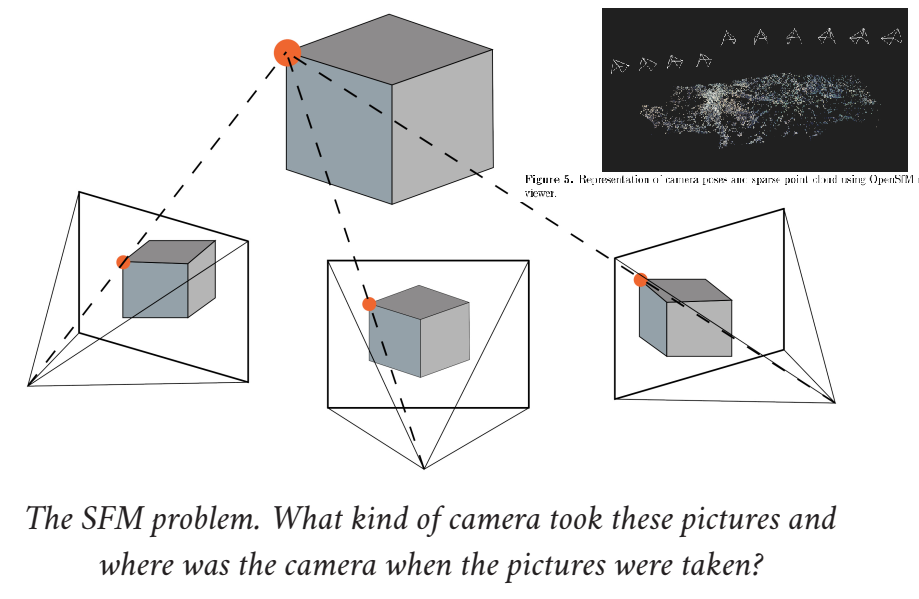 Figure 5. Representation of camera poses and sparse point cloud using OpenSfM
viewer.
The SFM problem. What kind of camera took these pictures and
where was the camera when the pictures were taken?